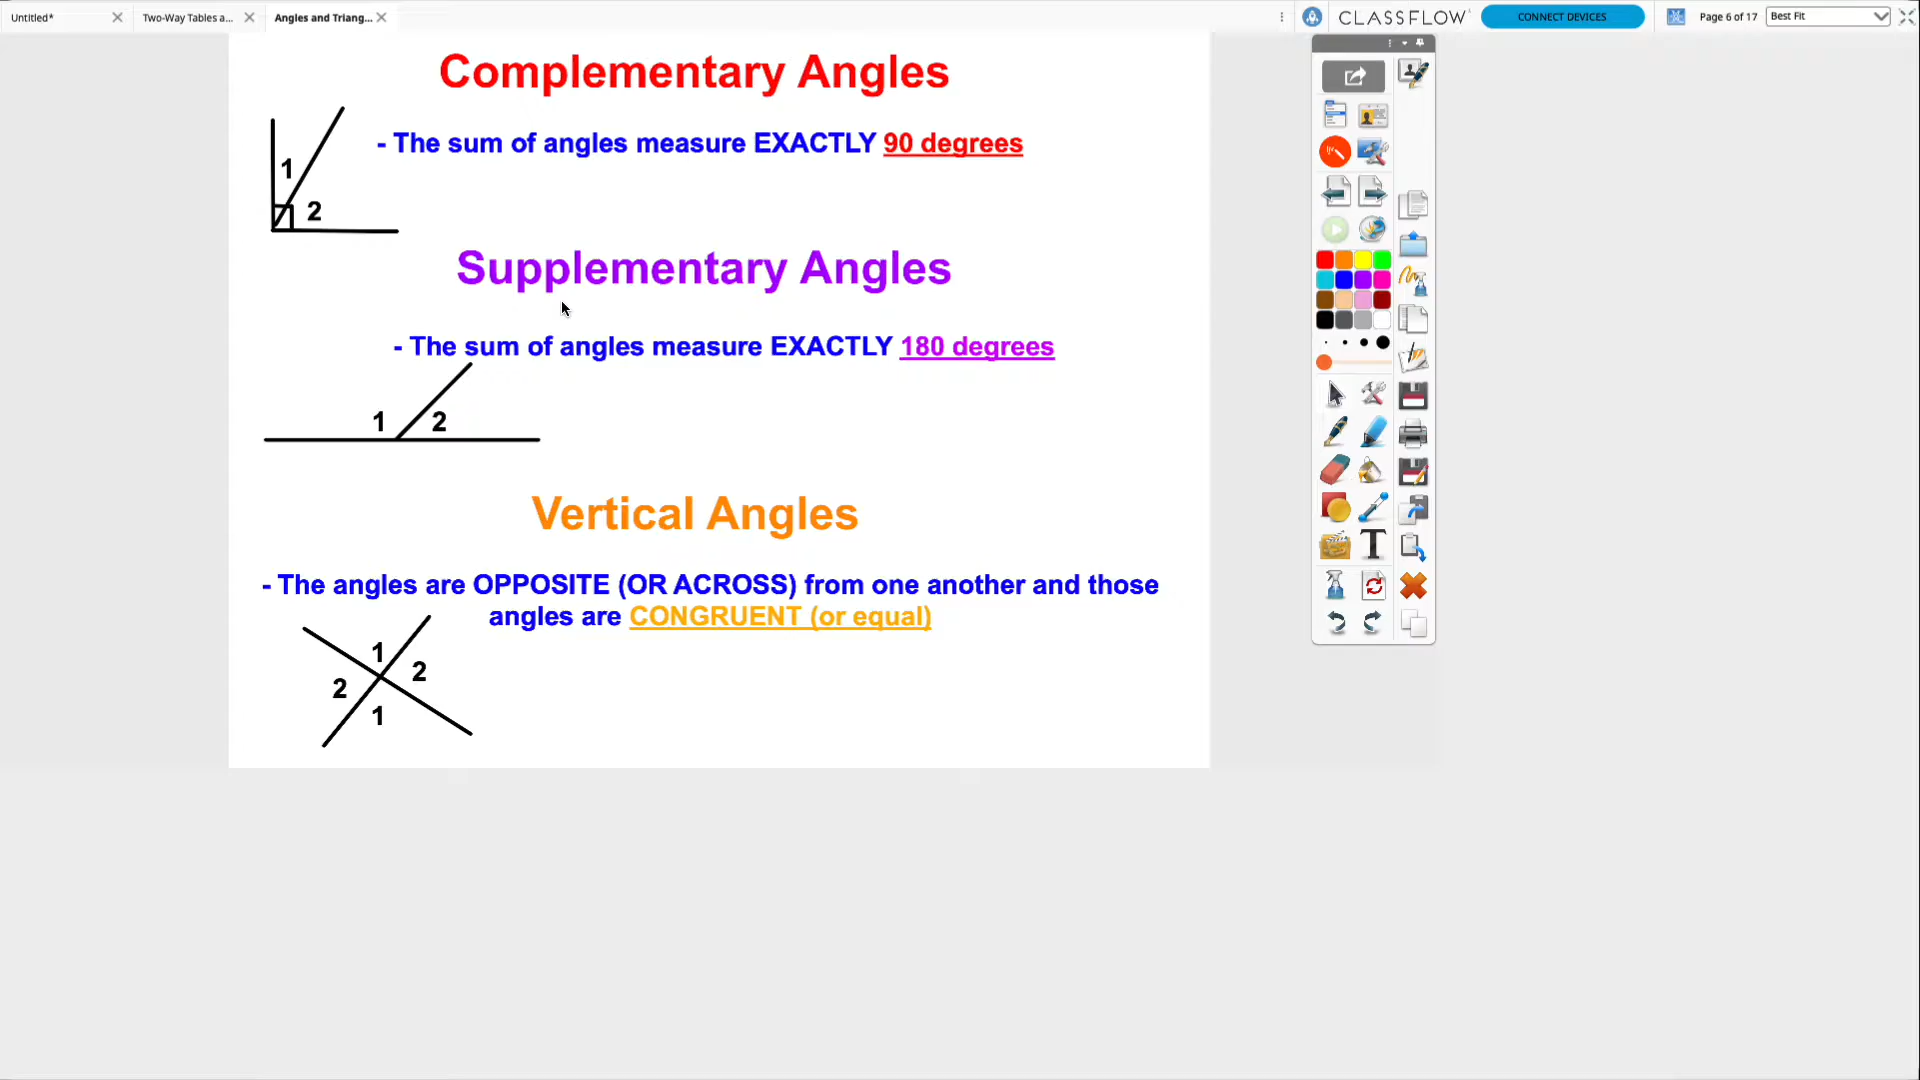 Untitled*
Two-Way Tables a...
Angles and Triang...
CLASSFLOW
CONNECT DEVICES
Page 6 of 17
Best Fit
Complementary Angles
- The sum of angles measure EXACTLY 90 degrees
1
2
Supplementary Angles
- The sum of angles measure EXACTLY 180 degrees
1
2
Vertical Angles
- The angles are OPPOSITE (OR ACROSS) from one another and those
angles are CONGRUENT (or equal)
1
2
2
1
T